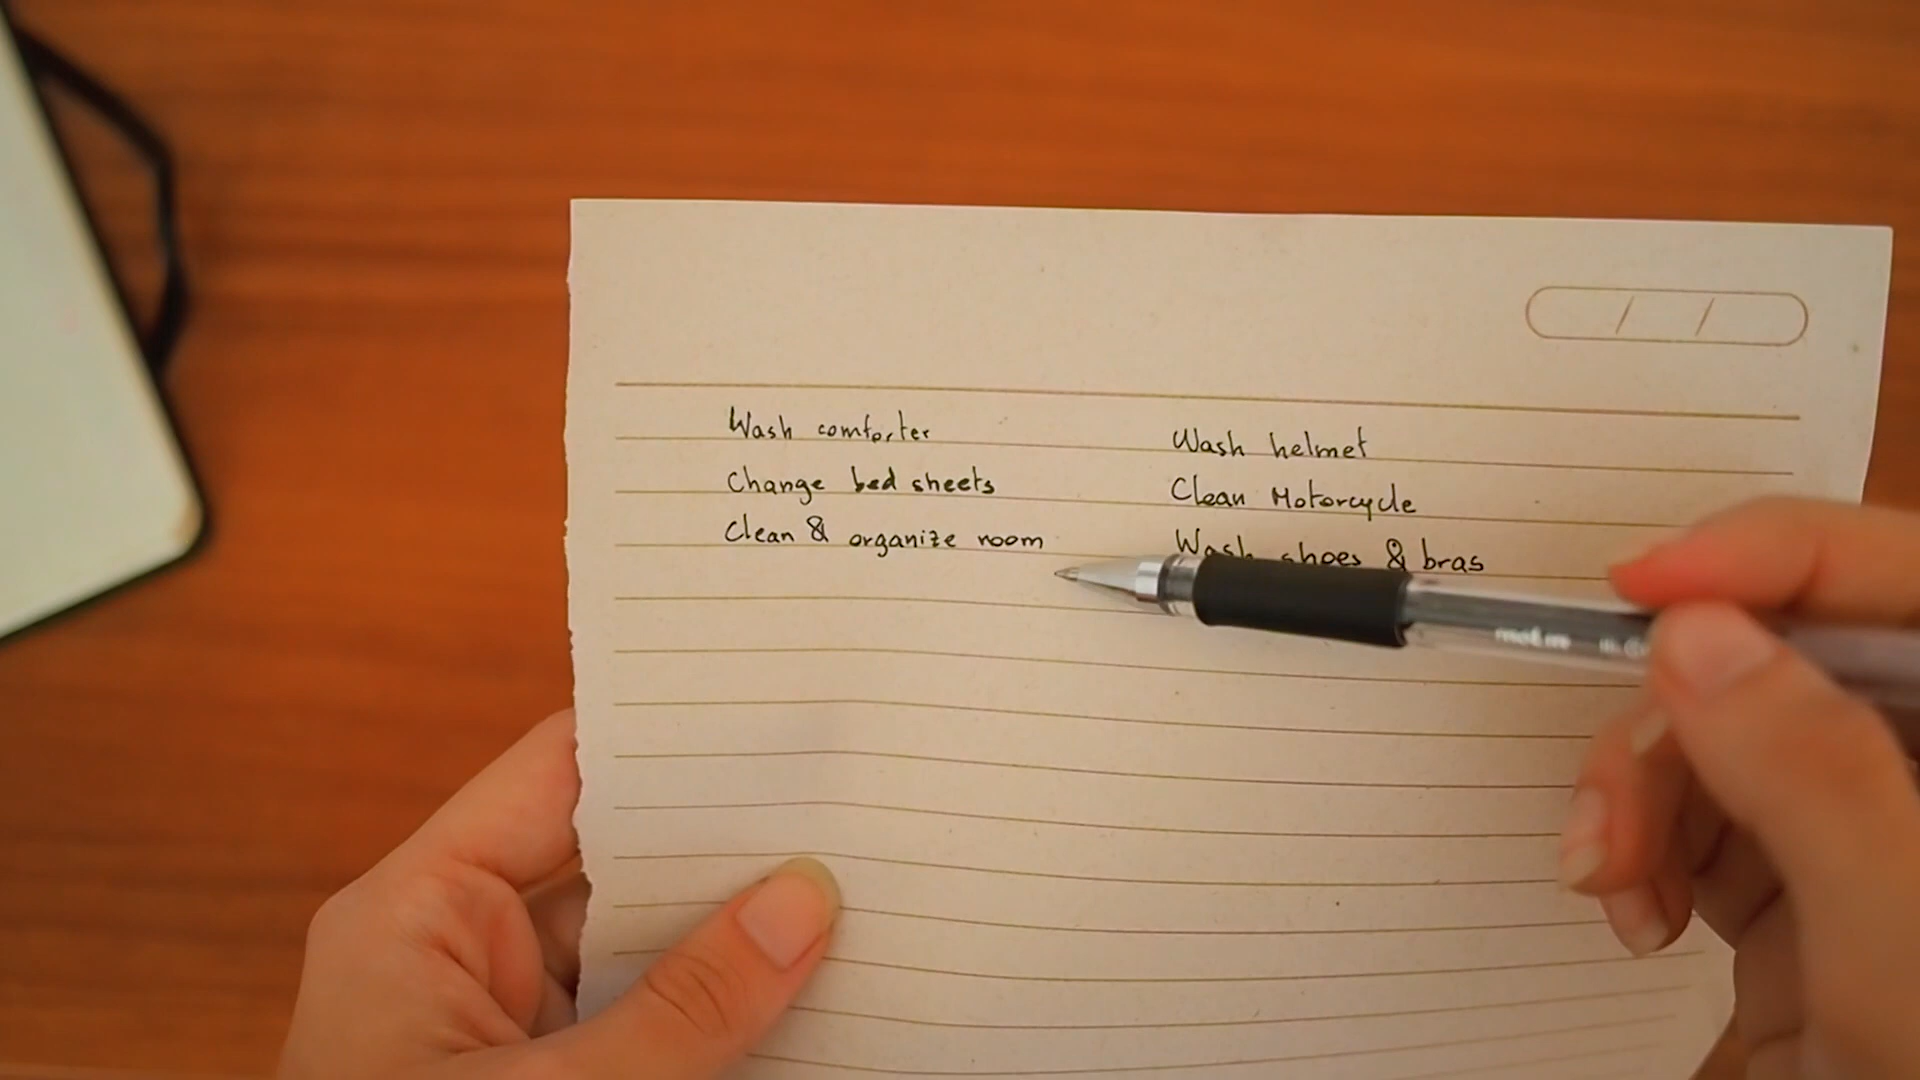 Wash comforter
Change bed sheets
Clean & organize room
Wash helmet
Clean Motorcycle
Wash shoes & bras